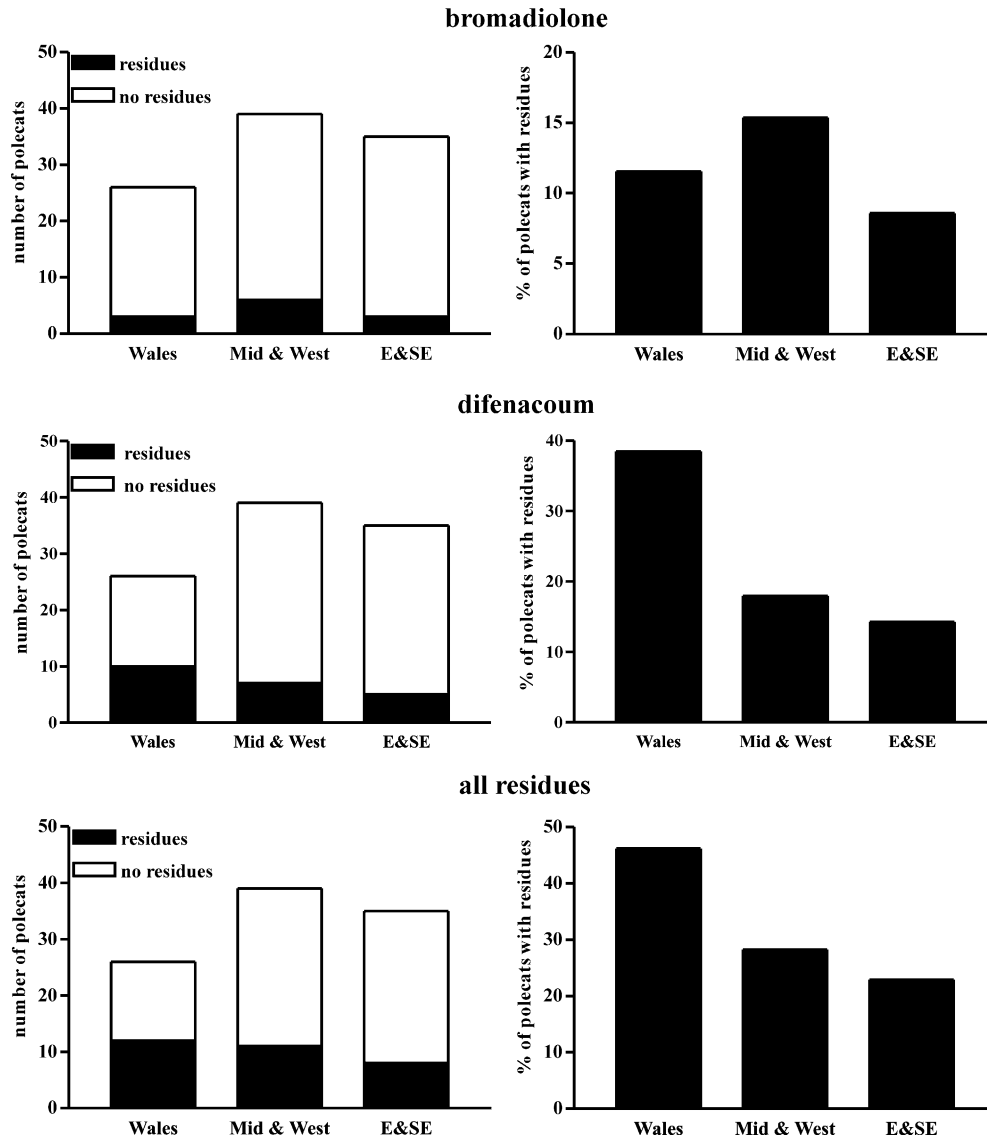 bromadiolone
number of polecats
50
40
30
20
10
0
residues
no residues
Wales
Mid & West
E&SE
% of polecats with residues
20
15
10
5
0
Wales
Mid & West
E&SE
difenacoum
number of polecats
50
40
30
20
10
0
residues
no residues
Wales
Mid & West
E&SE
% of polecats with residues
40
30
20
10
0
Wales
Mid & West
E&SE
all residues
number of polecats
50
40
30
20
10
0
residues
no residues
Wales
Mid & West
E&SE
% of polecats with residues
50
40
30
20
10
0
Wales
Mid & West
E&SE